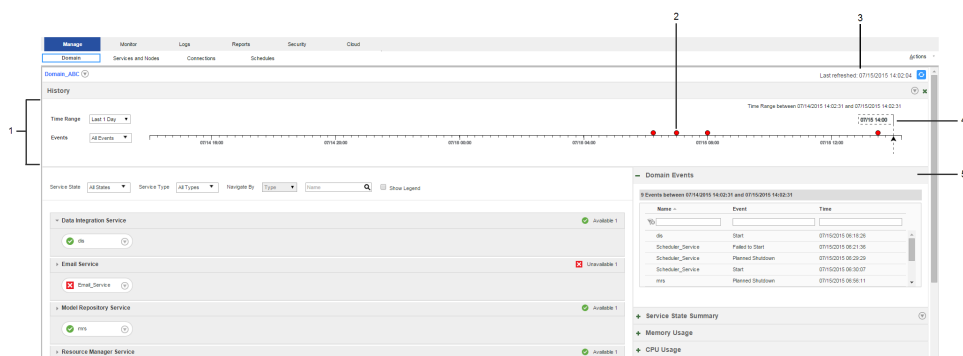 2
3
Manage Monitor Logs Reports Security Cloud
Domain Services and Nodes Connections Schedules Actions
Domain_ABC Last refreshed: 07/15/2015 14:02:04
History
Time Range between 07/14/2015 14:02:31 and 07/15/2015 14:02:31
1
Time Range Last 1 Day 07/15 14:00 4
Events All Events
07/14 16:00 07/14 20:00 07/15 00:00 07/15 04:00 07/15 08:00 07/15 12:00
Service State All States Service Type All Types Navigate By Type Name Show Legend
Domain Events 5
9 Events between 07/14/2015 14:02:31 and 07/15/2015 14:02:31
Name Event Time
dis Start 07/15/2015 06:18:26
Scheduler_Service Failed to Start 07/15/2015 06:21:36
Scheduler_Service Planned Shutdown 07/15/2015 06:29:29
Scheduler_Service Start 07/15/2015 06:30:07
mrs Planned Shutdown 07/15/2015 06:56:11
Data Integration Service Available 1
dis
Email Service Unavailable 1
Email_Service
Model Repository Service Available 1
mrs
Resource Manager Service Available 1
Service State Summary
Memory Usage
CPU Usage